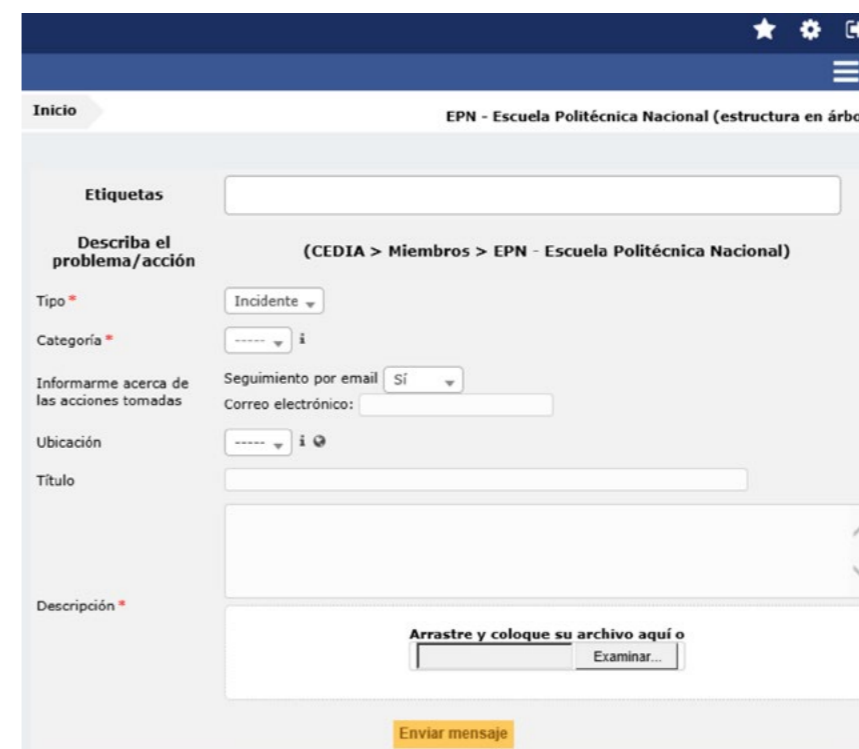 Inicio
EPN - Escuela Politécnica Nacional (estructura en árbo
Etiquetas
Describa el
problema/acción
(CEDIA > Miembros > EPN - Escuela Politécnica Nacional)
Tipo *
Incidente
Categoría *
-----
i
Informarme acerca de
las acciones tomadas
Seguimiento por email Sí
Correo electrónico:
Ubicación
-----
i
Título
Descripción *
Arrastre y coloque su archivo aquí o
Examinar...
Enviar mensaje